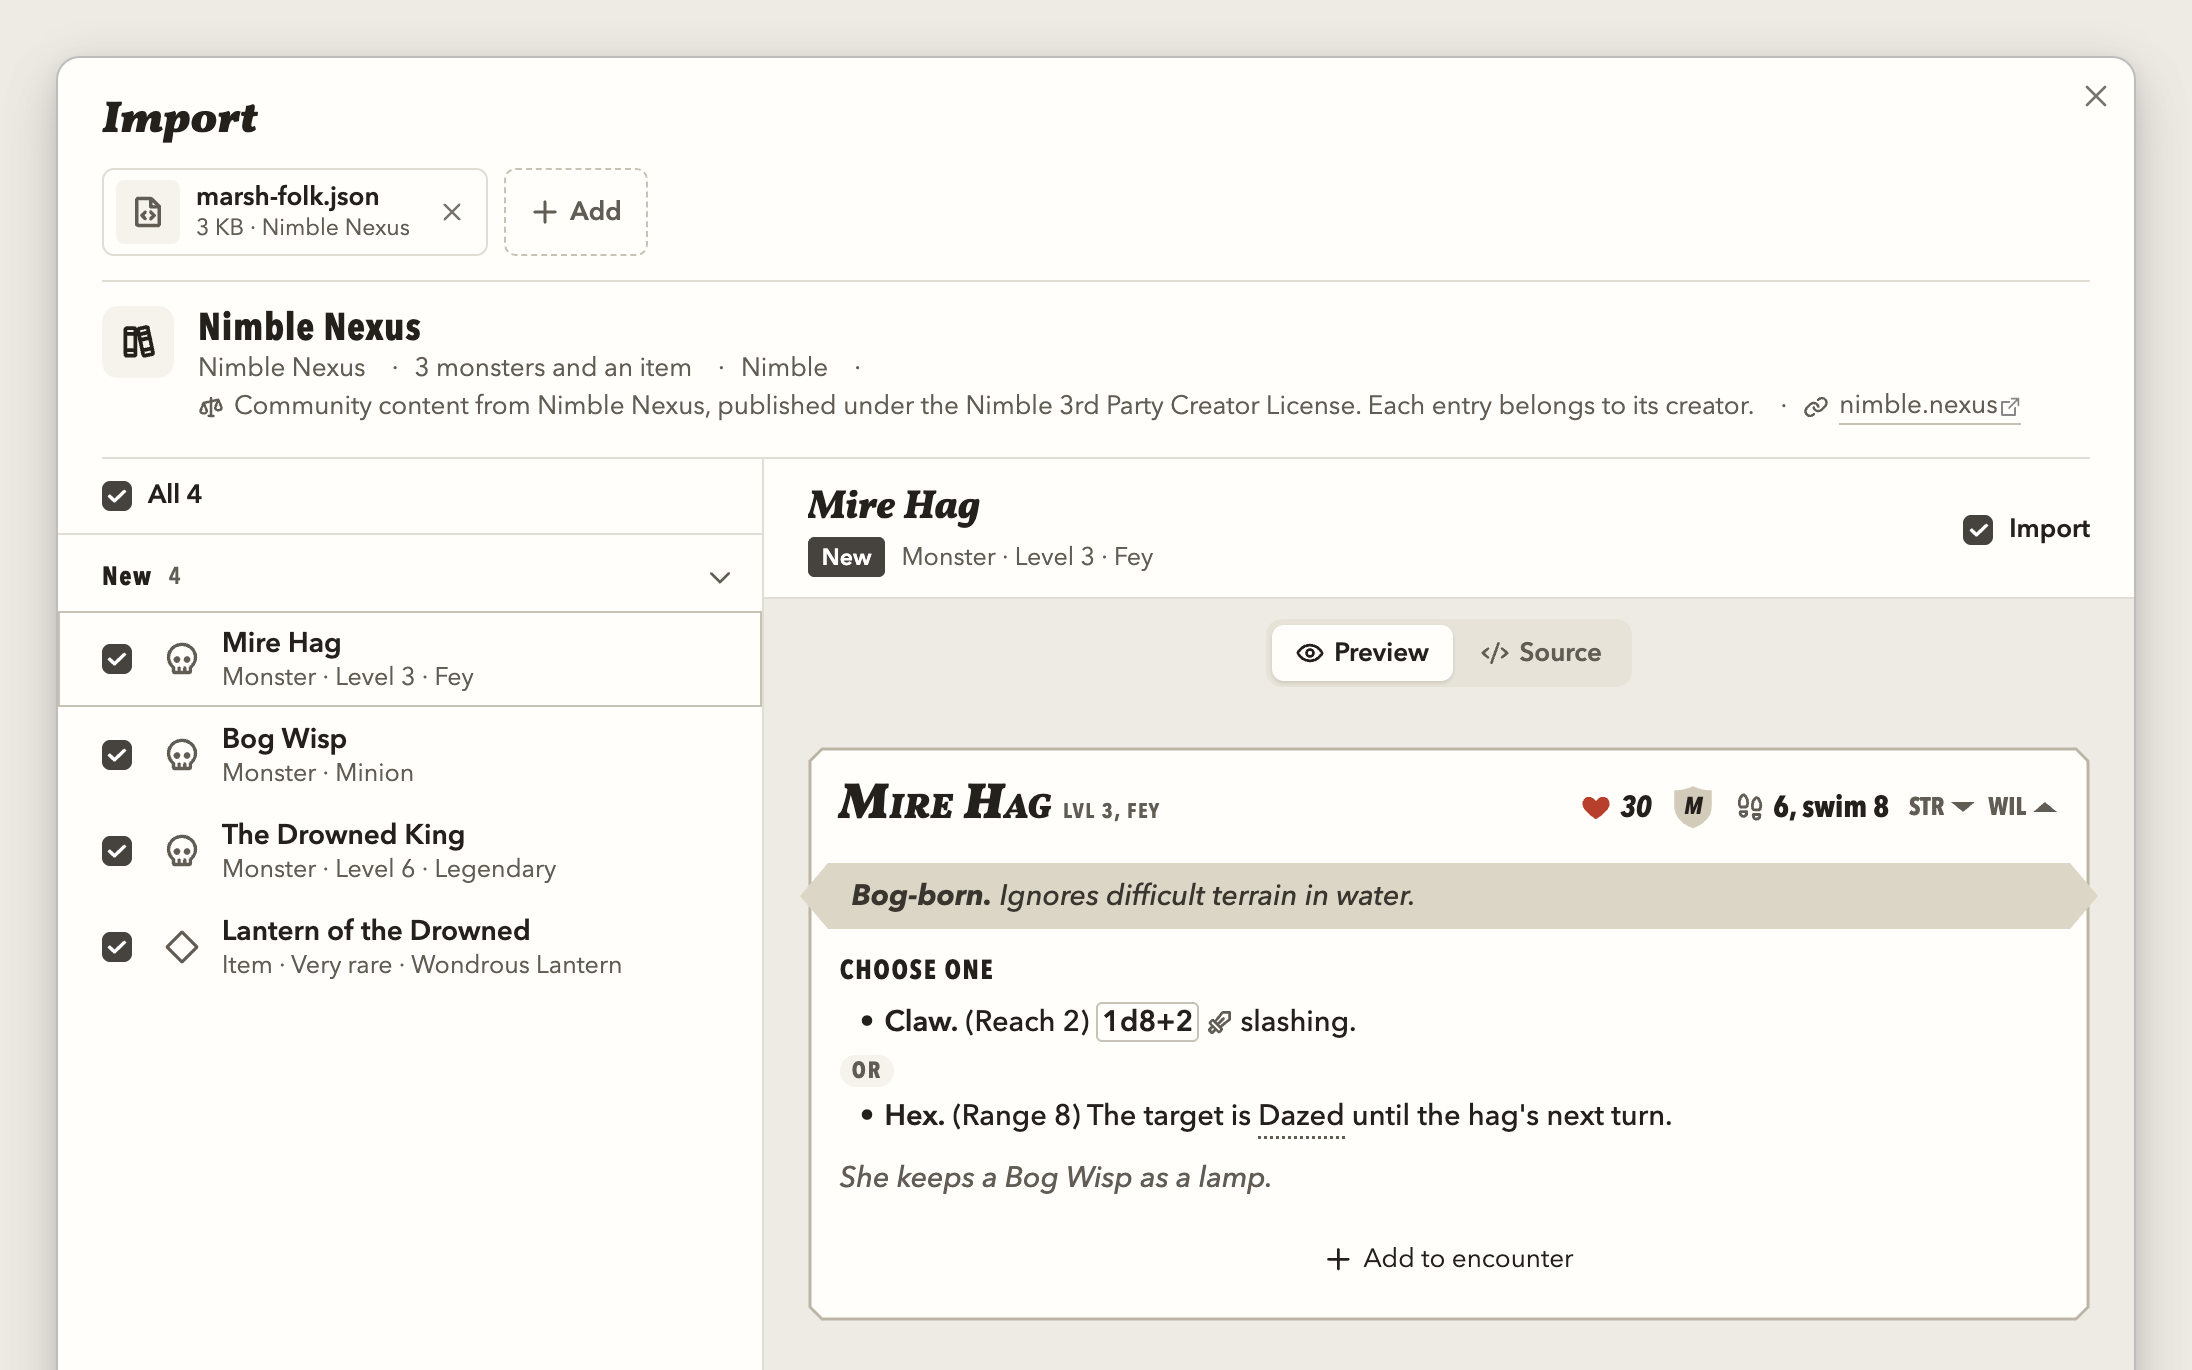 Import
marsh-folk.json
3 KB · Nimble Nexus
Add
Nimble Nexus
Nimble Nexus · 3 monsters and an item · Nimble ·
Community content from Nimble Nexus, published under the Nimble 3rd Party Creator License. Each entry belongs to its creator. · nimble.nexus
All 4
New 4
Mire Hag
Monster · Level 3 · Fey
Bog Wisp
Monster · Minion
The Drowned King
Monster · Level 6 · Legendary
Lantern of the Drowned
Item · Very rare · Wondrous Lantern
Mire Hag
New Monster · Level 3 · Fey
Import
Preview Source
Mire Hag LVL 3, FEY 30 M 6, swim 8 STR WIL
Bog-born. Ignores difficult terrain in water.
CHOOSE ONE
• Claw. (Reach 2) 1d8+2 slashing.
OR
• Hex. (Range 8) The target is Dazed until the hag's next turn.
She keeps a Bog Wisp as a lamp.
Add to encounter